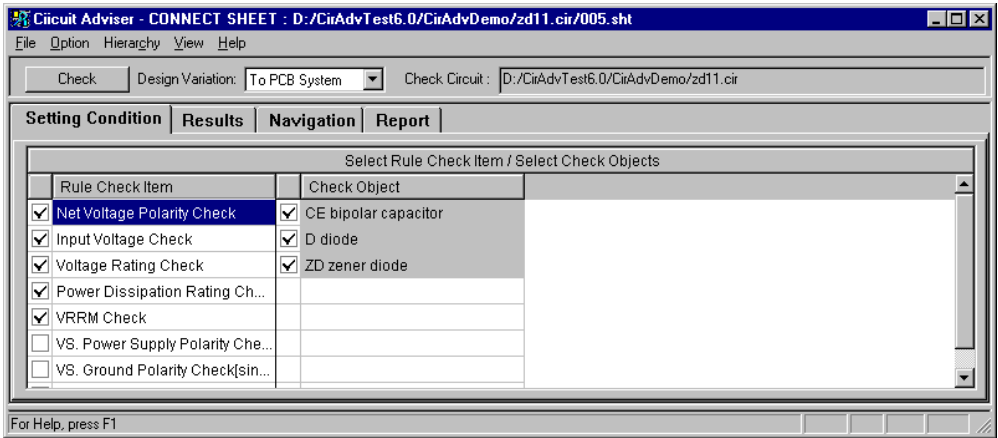 Ciicuit Adviser - CONNECT SHEET : D:/CirAdvTest6.0/CirAdvDemo/zd11.cir/005.sht
File Option Hierarchy View Help
Check Design Variation: To PCB System Check Circuit : D:/CirAdvTest6.0/CirAdvDemo/zd11.cir
Setting Condition Results Navigation Report
Select Rule Check Item / Select Check Objects
Rule Check Item Check Object
Net Voltage Polarity Check CE bipolar capacitor
Input Voltage Check D diode
Voltage Rating Check ZD zener diode
Power Dissipation Rating Ch...
VRRM Check
VS. Power Supply Polarity Che...
VS. Ground Polarity Check[sin...
For Help, press F1